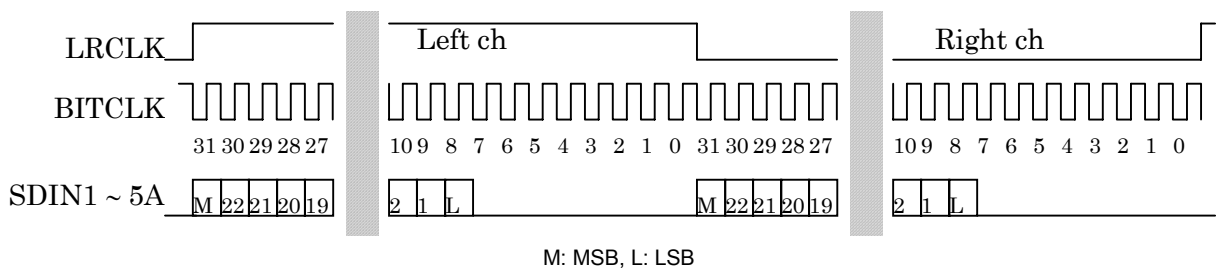 LRCLK Left ch Right ch
BITCLK
31 30 29 28 27 10 9 8 7 6 5 4 3 2 1 0 31 30 29 28 27 10 9 8 7 6 5 4 3 2 1 0
SDIN1 ~ 5A M 22 21 20 19 2 1 L M 22 21 20 19 2 1 L
M: MSB, L: LSB